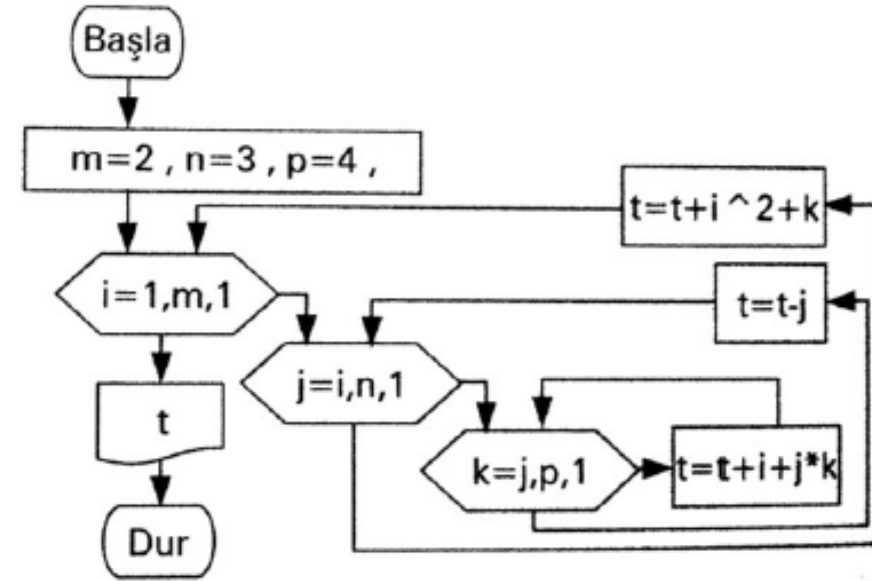 Başla
m=2 , n=3 , p=4 ,
t=t+i ^ 2+k
i=1,m,1
t=t-j
j=i,n,1
t
k=j,p,1
t=t+i+j*k
Dur